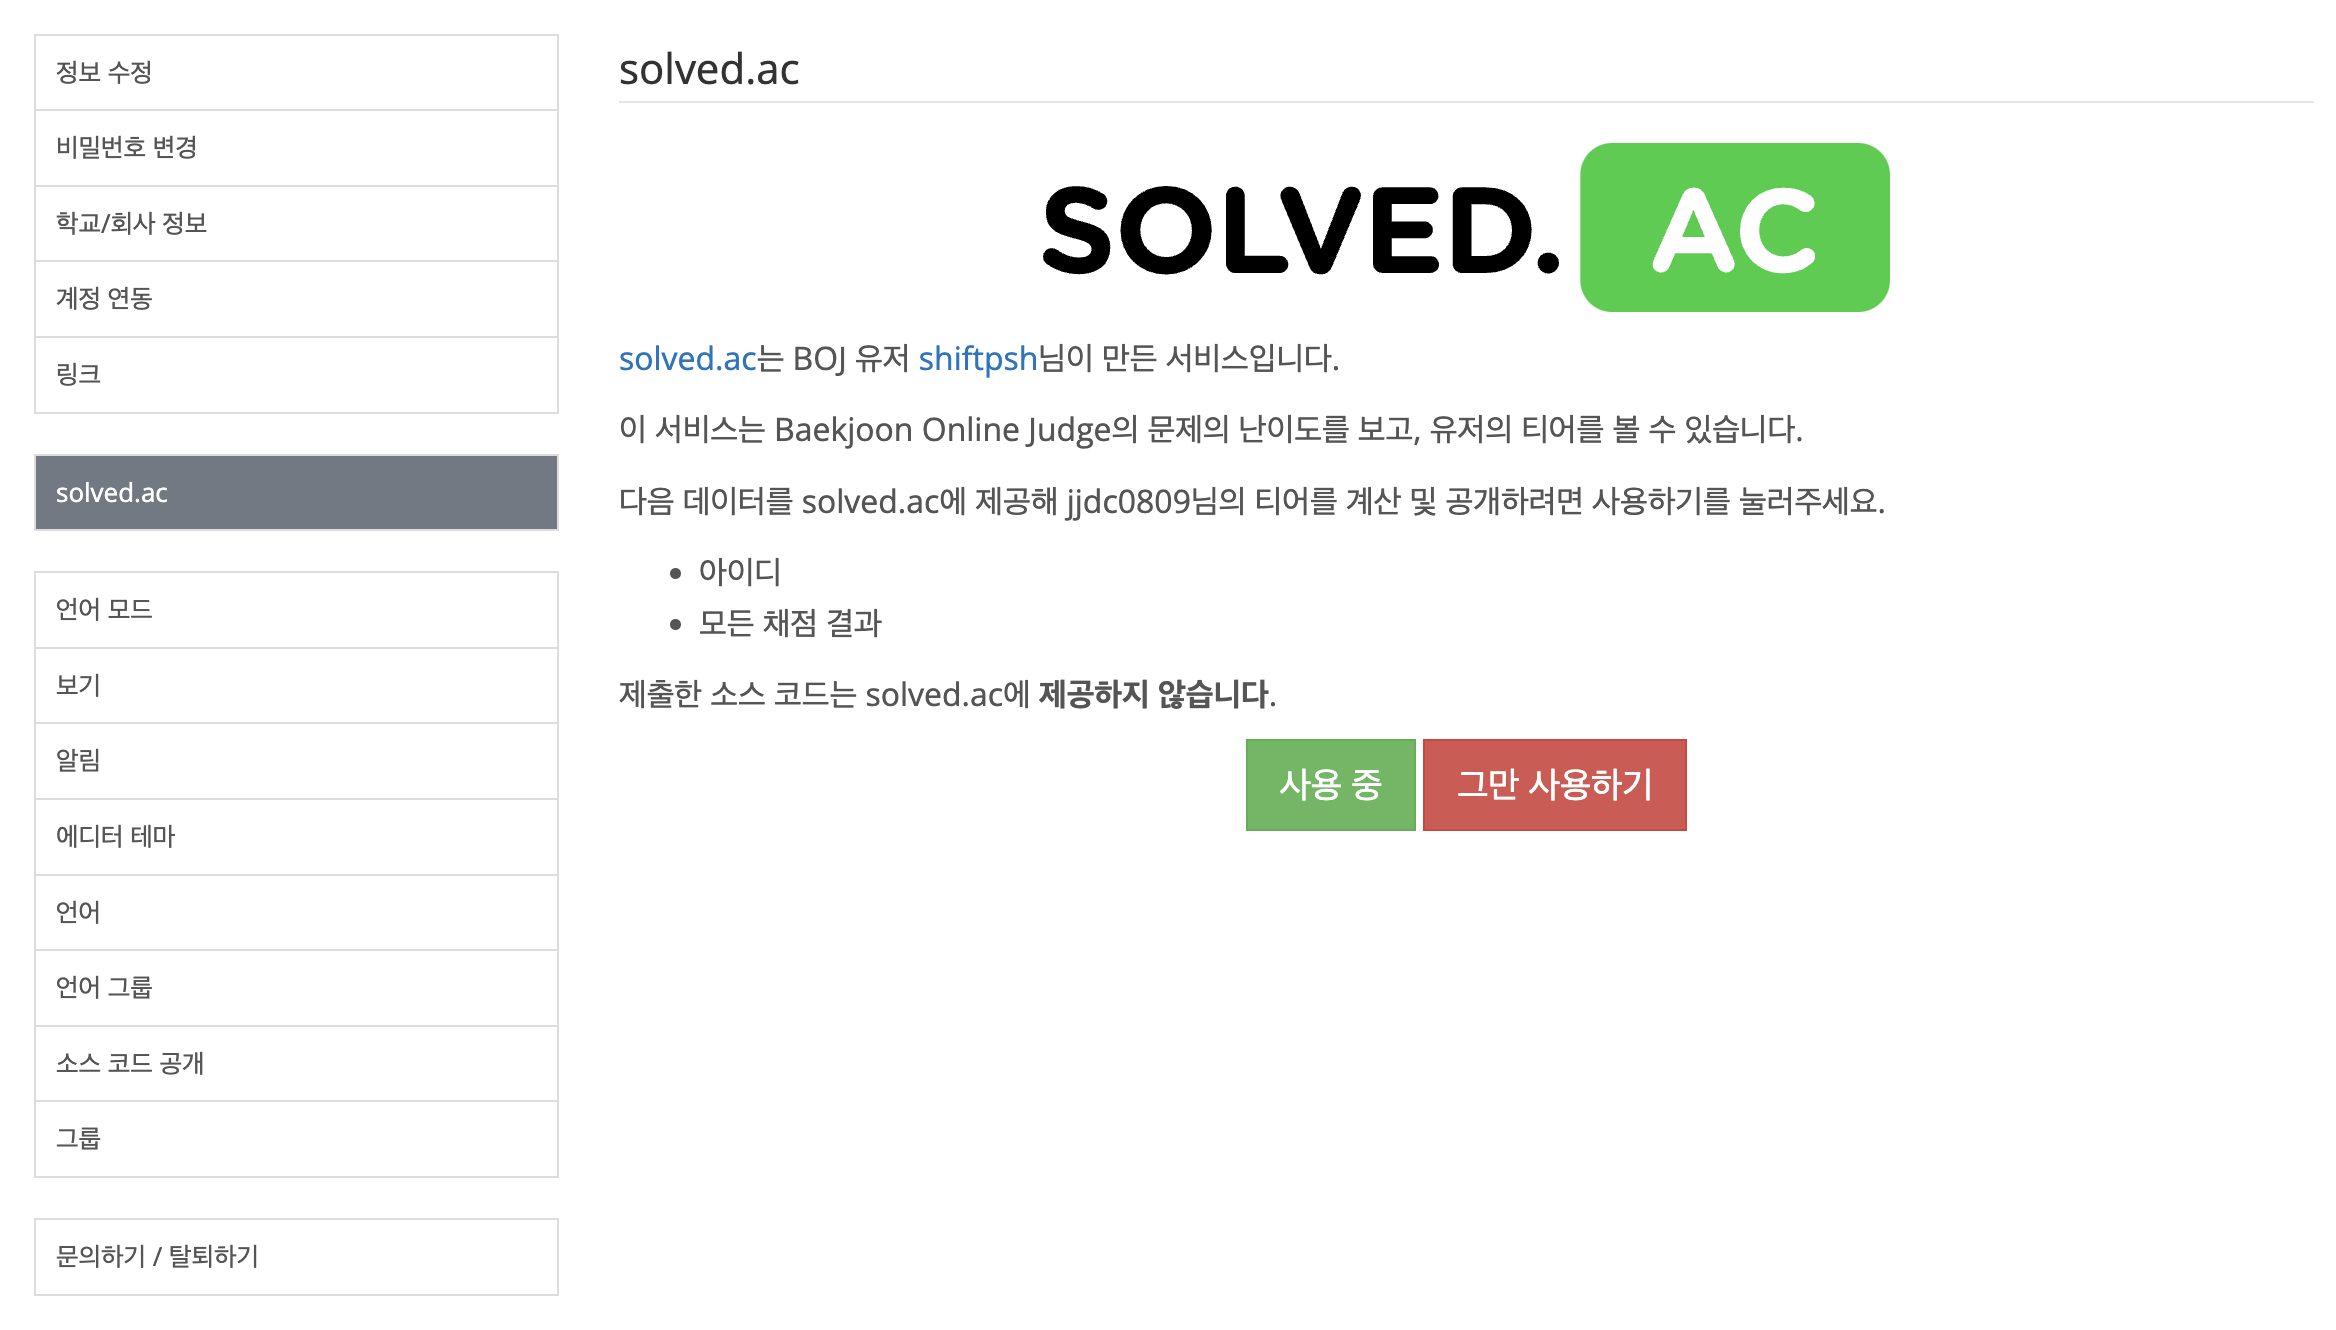 정보 수정
비밀번호 변경
학교/회사 정보
계정 연동
링크
solved.ac
언어 모드
보기
알림
에디터 테마
언어
언어 그룹
소스 코드 공개
그룹
문의하기 / 탈퇴하기
solved.ac
SOLVED. AC
solved.ac는 BOJ 유저 shiftpsh님이 만든 서비스입니다.
이 서비스는 Baekjoon Online Judge의 문제의 난이도를 보고, 유저의 티어를 볼 수 있습니다.
다음 데이터를 solved.ac에 제공해 jjdc0809님의 티어를 계산 및 공개하려면 사용하기를 눌러주세요.
• 아이디
• 모든 채점 결과
제출한 소스 코드는 solved.ac에 제공하지 않습니다.
사용 중 그만 사용하기